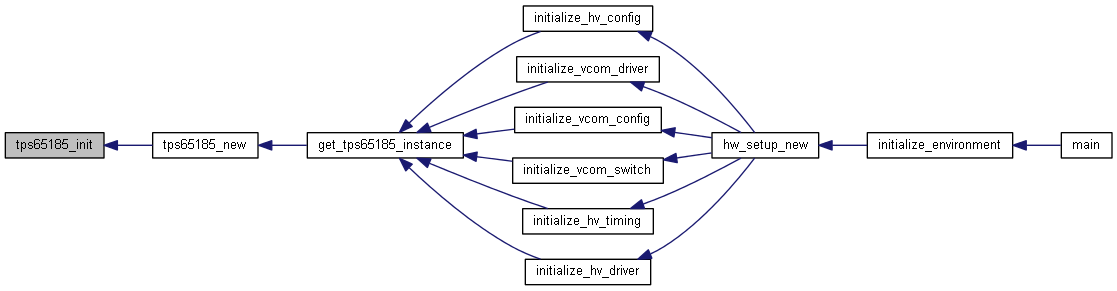 initialize_hv_config
initialize_vcom_driver
initialize_vcom_config
tps65185_init
tps65185_new
get_tps65185_instance
hw_setup_new
initialize_environment
main
initialize_vcom_switch
initialize_hv_timing
initialize_hv_driver